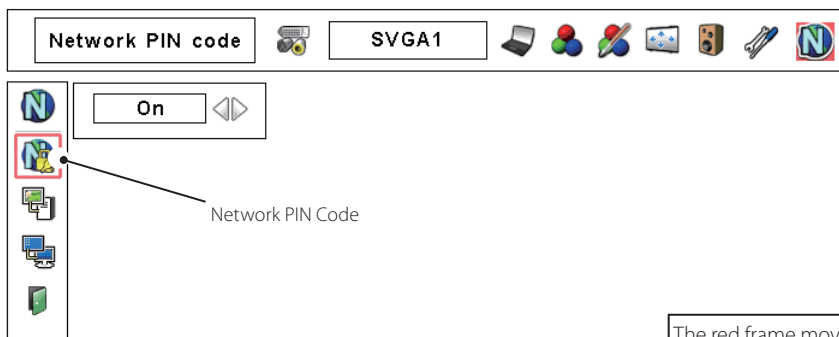 Network PIN code
SVGA1
On
Network PIN Code
The red frame mov